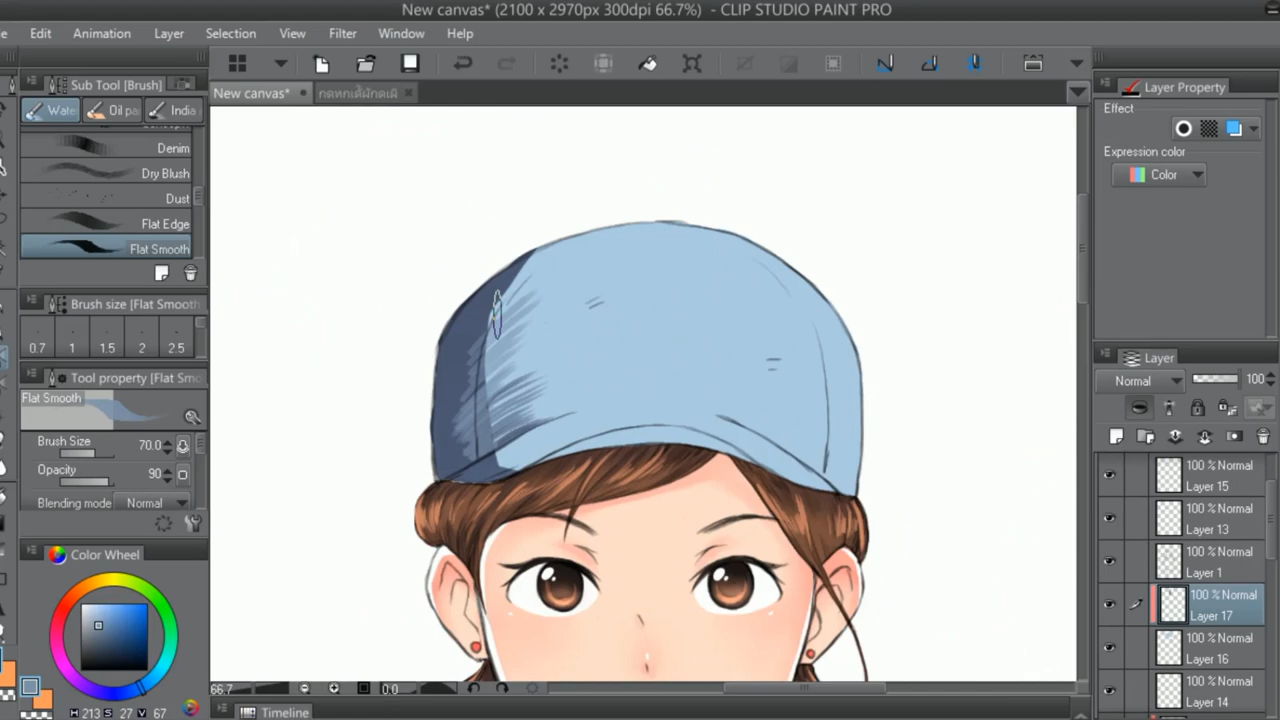 New canvas* (2100 x 2970px 300dpi 66.7%) - CLIP STUDIO PAINT PRO
e Edit Animation Layer Selection View Filter Window Help
Sub Tool [Brush]
Wate Oil pa India
Denim
Dry Blush
Dust
Flat Edge
Flat Smooth
Brush size [Flat Smooth
0.7 1 1.5 2 2.5
Tool property [Flat Smo
Flat Smooth
Brush Size 70.0
Opacity 90
Blending mode Normal
Color Wheel
H 213 S 27 V 67
New canvas*
66.7 0.0
Timeline
Layer Property
Effect
Expression color
Color
Layer
Normal 100
100 % Normal
Layer 15
100 % Normal
Layer 13
100 % Normal
Layer 1
100 % Normal
Layer 17
100 % Normal
Layer 16
100 % Normal
Layer 14